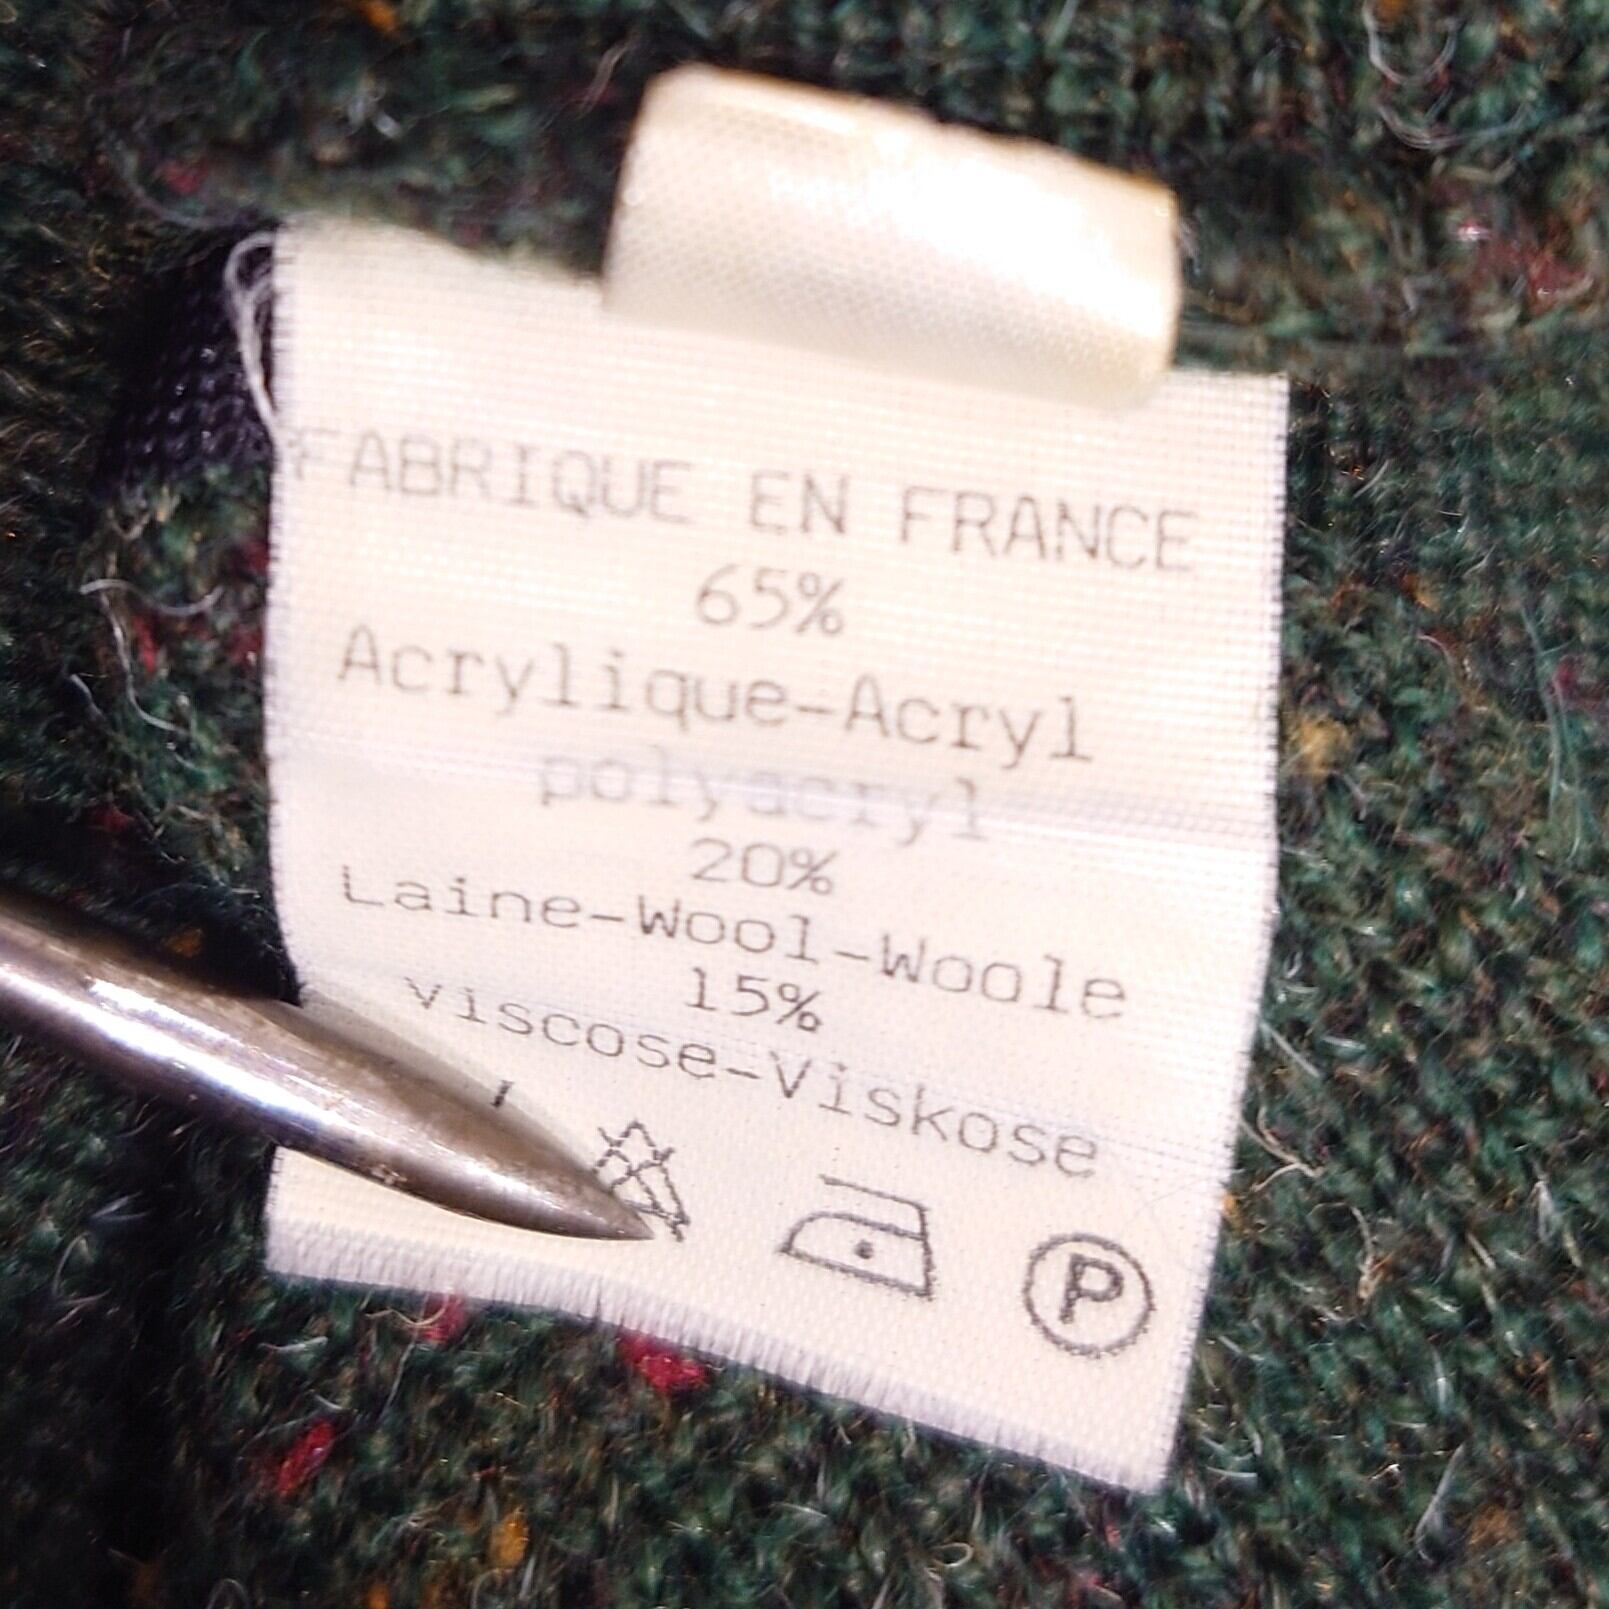 FABRIQUE EN FRANCE
65%
Acrylique-Acryl
polyacryl
20%
Laine-Wool-Woole
15%
viscose-Viskose
P